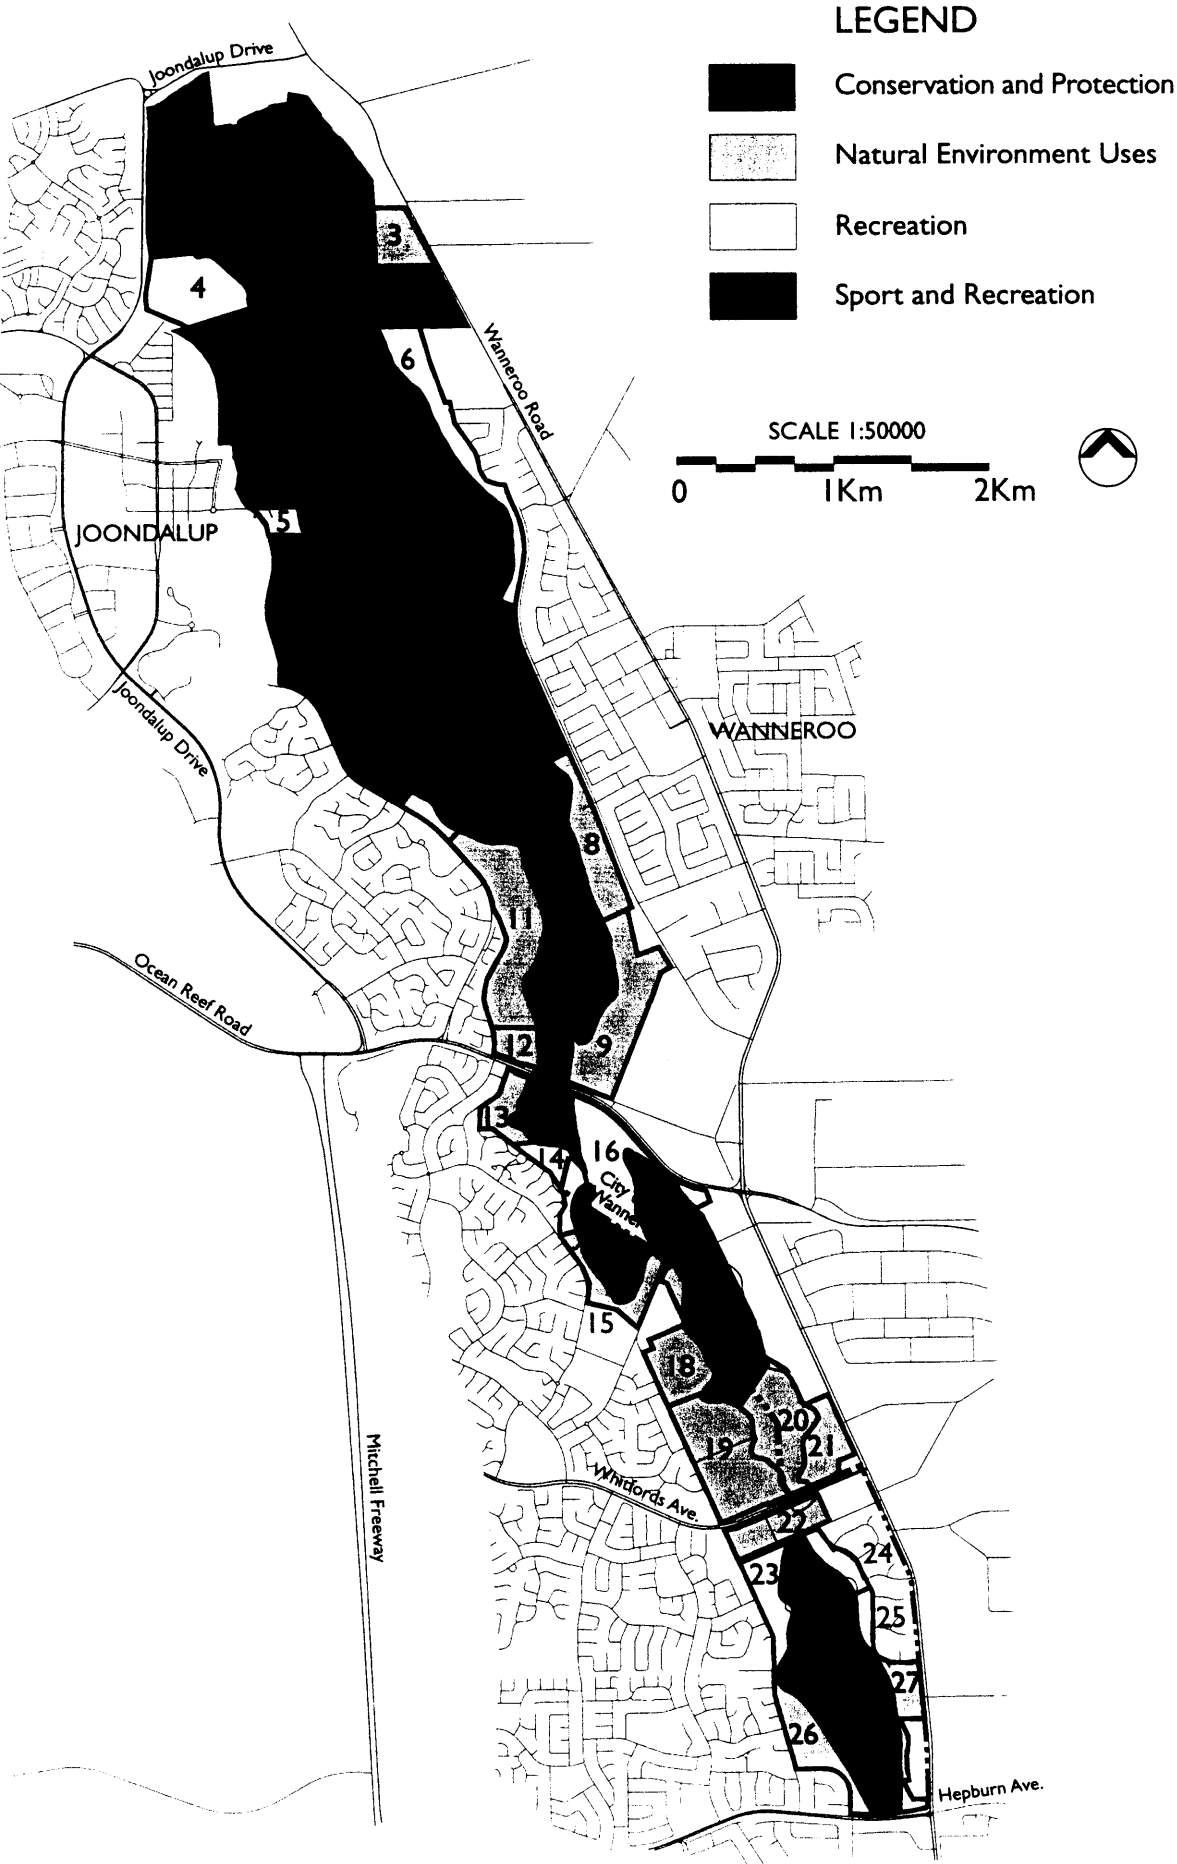 LEGEND
Conservation and Protection
Natural Environment Uses
Recreation
Sport and Recreation
SCALE 1:50000
0 1Km 2Km
Joondalup Drive
3
4
Wanneroo Road
6
5
JOONDALUP
Joondalup Drive
WANNEROO
8
11
Ocean Reef Road
12
9
13
14
16
City
15
18
20
19
21
Mitchell Freeway
Whitfords Ave.
22
24
23
25
27
26
Hepburn Ave.